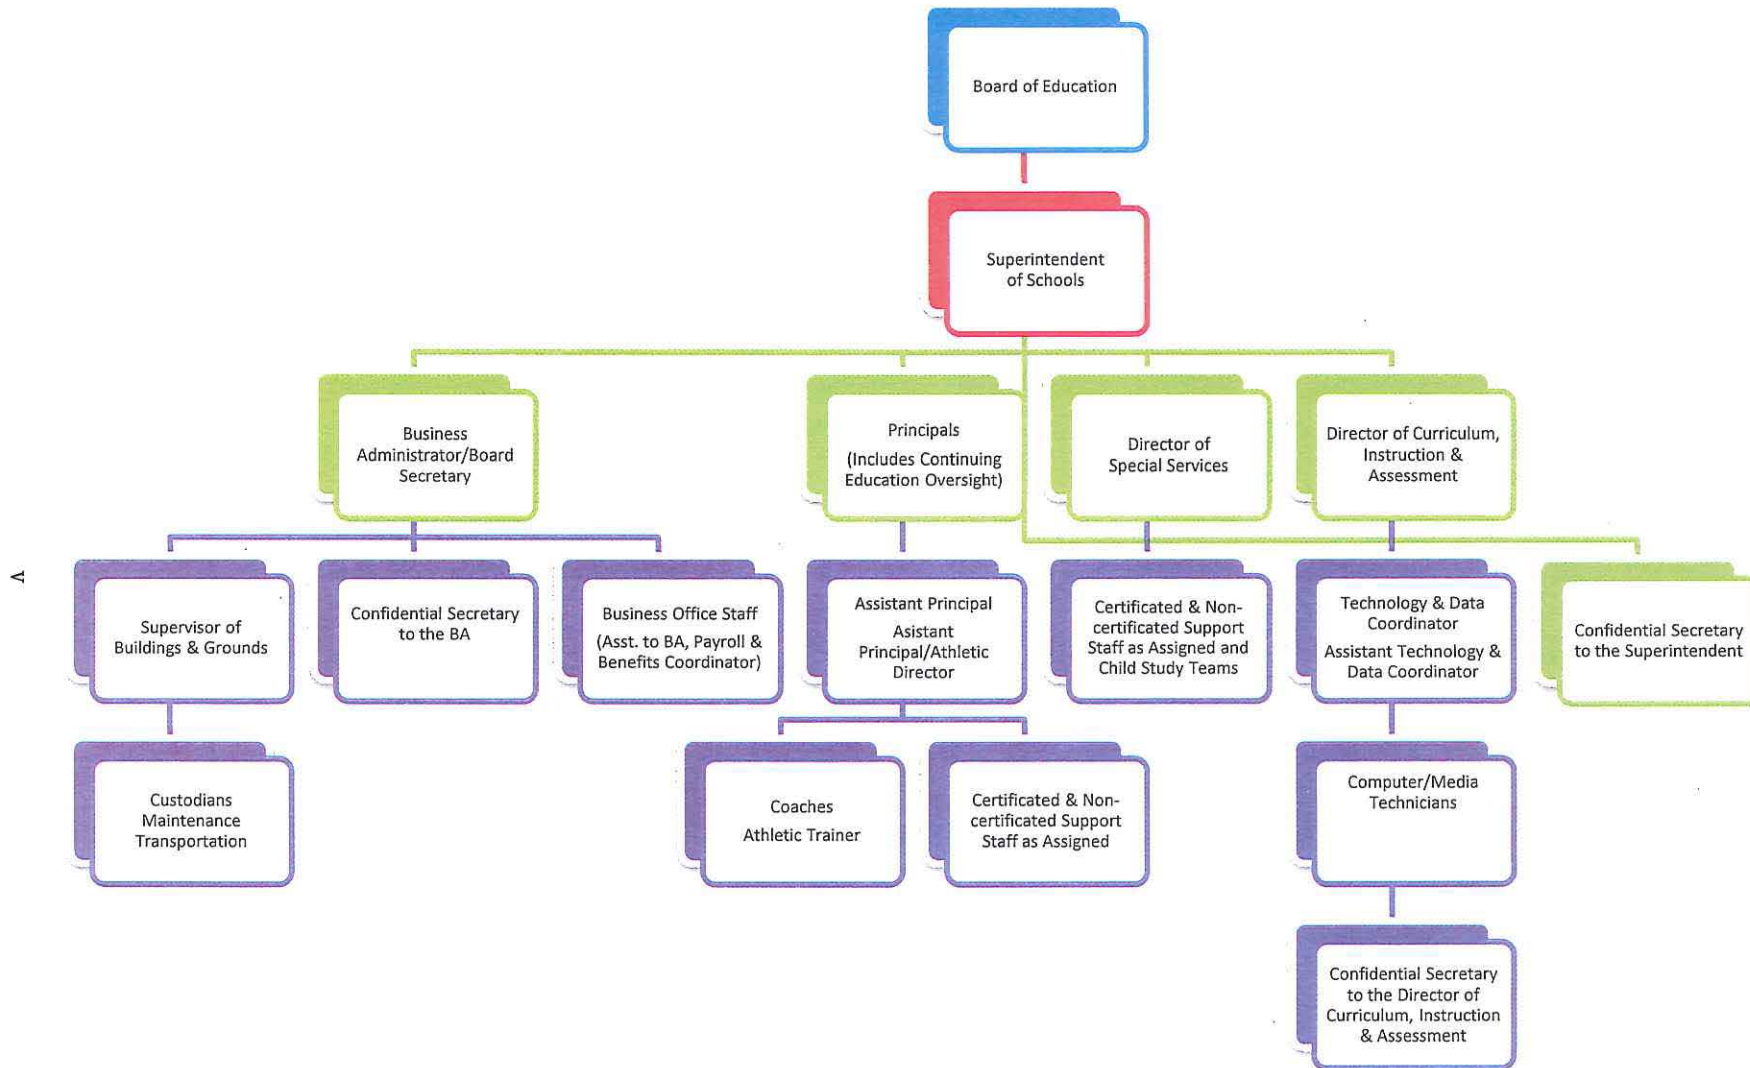 Board of Education
Superintendent
of Schools
Business
Administrator/Board
Secretary
Principals
(Includes Continuing
Education Oversight)
Director of
Special Services
Director of Curriculum,
Instruction &
Assessment
Supervisor of
Buildings & Grounds
Confidential Secretary
to the BA
Business Office Staff
(Asst. to BA, Payroll &
Benefits Coordinator)
Assistant Principal
Asistant
Principal/Athletic
Director
Certificated & Non-
certificated Support
Staff as Assigned and
Child Study Teams
Technology & Data
Coordinator
Assistant Technology &
Data Coordinator
Confidential Secretary
to the Superintendent
Custodians
Maintenance
Transportation
Coaches
Athletic Trainer
Certificated & Non-
certificated Support
Staff as Assigned
Computer/Media
Technicians
Confidential Secretary
to the Director of
Curriculum, Instruction
& Assessment
V